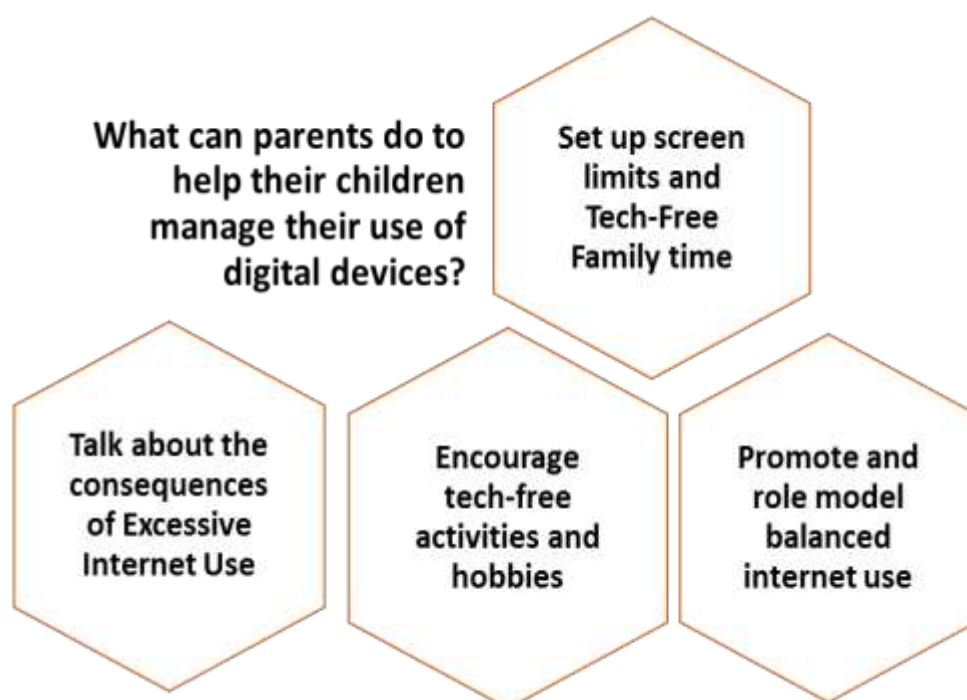 What can parents do to
help their children
manage their use of
digital devices?
Set up screen
limits and
Tech-Free
Family time
Talk about the
consequences
of Excessive
Internet Use
Encourage
tech-free
activities and
hobbies
Promote and
role model
balanced
internet use